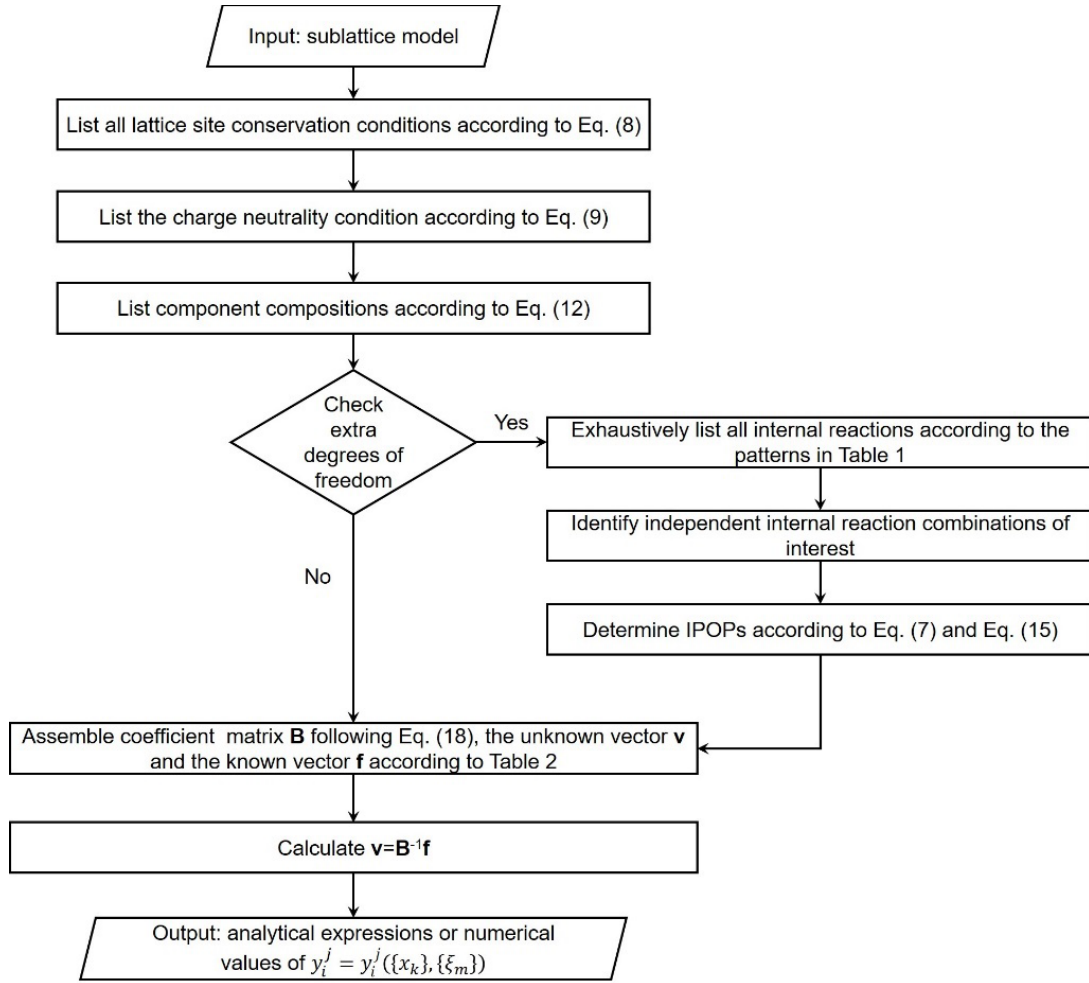 Input: sublattice model
List all lattice site conservation conditions according to Eq. (8)
List the charge neutrality condition according to Eq. (9)
List component compositions according to Eq. (12)
Check
extra
degrees of
freedom
Yes
Exhaustively list all internal reactions according to the
patterns in Table 1
Identify independent internal reaction combinations of
interest
Determine IPOPs according to Eq. (7) and Eq. (15)
No
Assemble coefficient matrix B following Eq. (18), the unknown vector v
and the known vector f according to Table 2
Calculate v=B⁻¹f
Output: analytical expressions or numerical
values of $y_i^j = y_i^j(\{x_k\}, \{\xi_m\})$